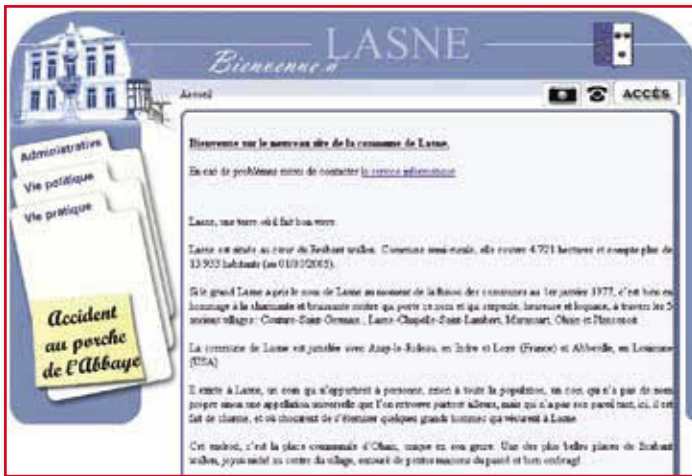 LASNE
Bienvenue à
Accueil
ACCÈS
Administrative
Vie politique
Vie pratique
Accident
au porche
de l'Abbaye
Bienvenue sur le nouveau site de la commune de Lasne.
En cas de problèmes merci de contacter le service informatique
Lasne, une terre où il fait bon vivre.
Lasne est située au cœur du Brabant wallon. Commune semi-rurale, elle couvre 4.721 hectares et compte plus de
13.955 habitants (au 01/10/2005).
Si le grand Lasne a pris le nom de Lasne au moment de la fusion des communes au 1er janvier 1977, c'est bien en
hommage à la charmante et bruissante rivière qui porte ce nom et qui serpente, heureuse et loquace, à travers les 5
anciens villages : Couture-Saint-Germain, Lasne-Chapelle-Saint-Lambert, Maransart, Ohain et Plancenoit.
La commune de Lasne est jumelée avec Azay-le-Rideau, en Indre et Loire (France) et Abbeville, en Louisiane
(USA)
Il existe à Lasne, un coin qui n'appartient à personne, sinon à toute la population, un coin qui n'a pas de nom
propre sinon une appellation universelle que l'on retrouve partout ailleurs, mais qui n'a pas son pareil tant, ici, il est
fait de charme, et où choisirent de s'éterniser quelques grands hommes qui vécurent à Lasne.
Cet endroit, c'est la place communale d'Ohain, unique en son genre. Une des plus belles places du Brabant
wallon, joyau niché au centre du village, entouré de petites maisons du passé et bien ombragé